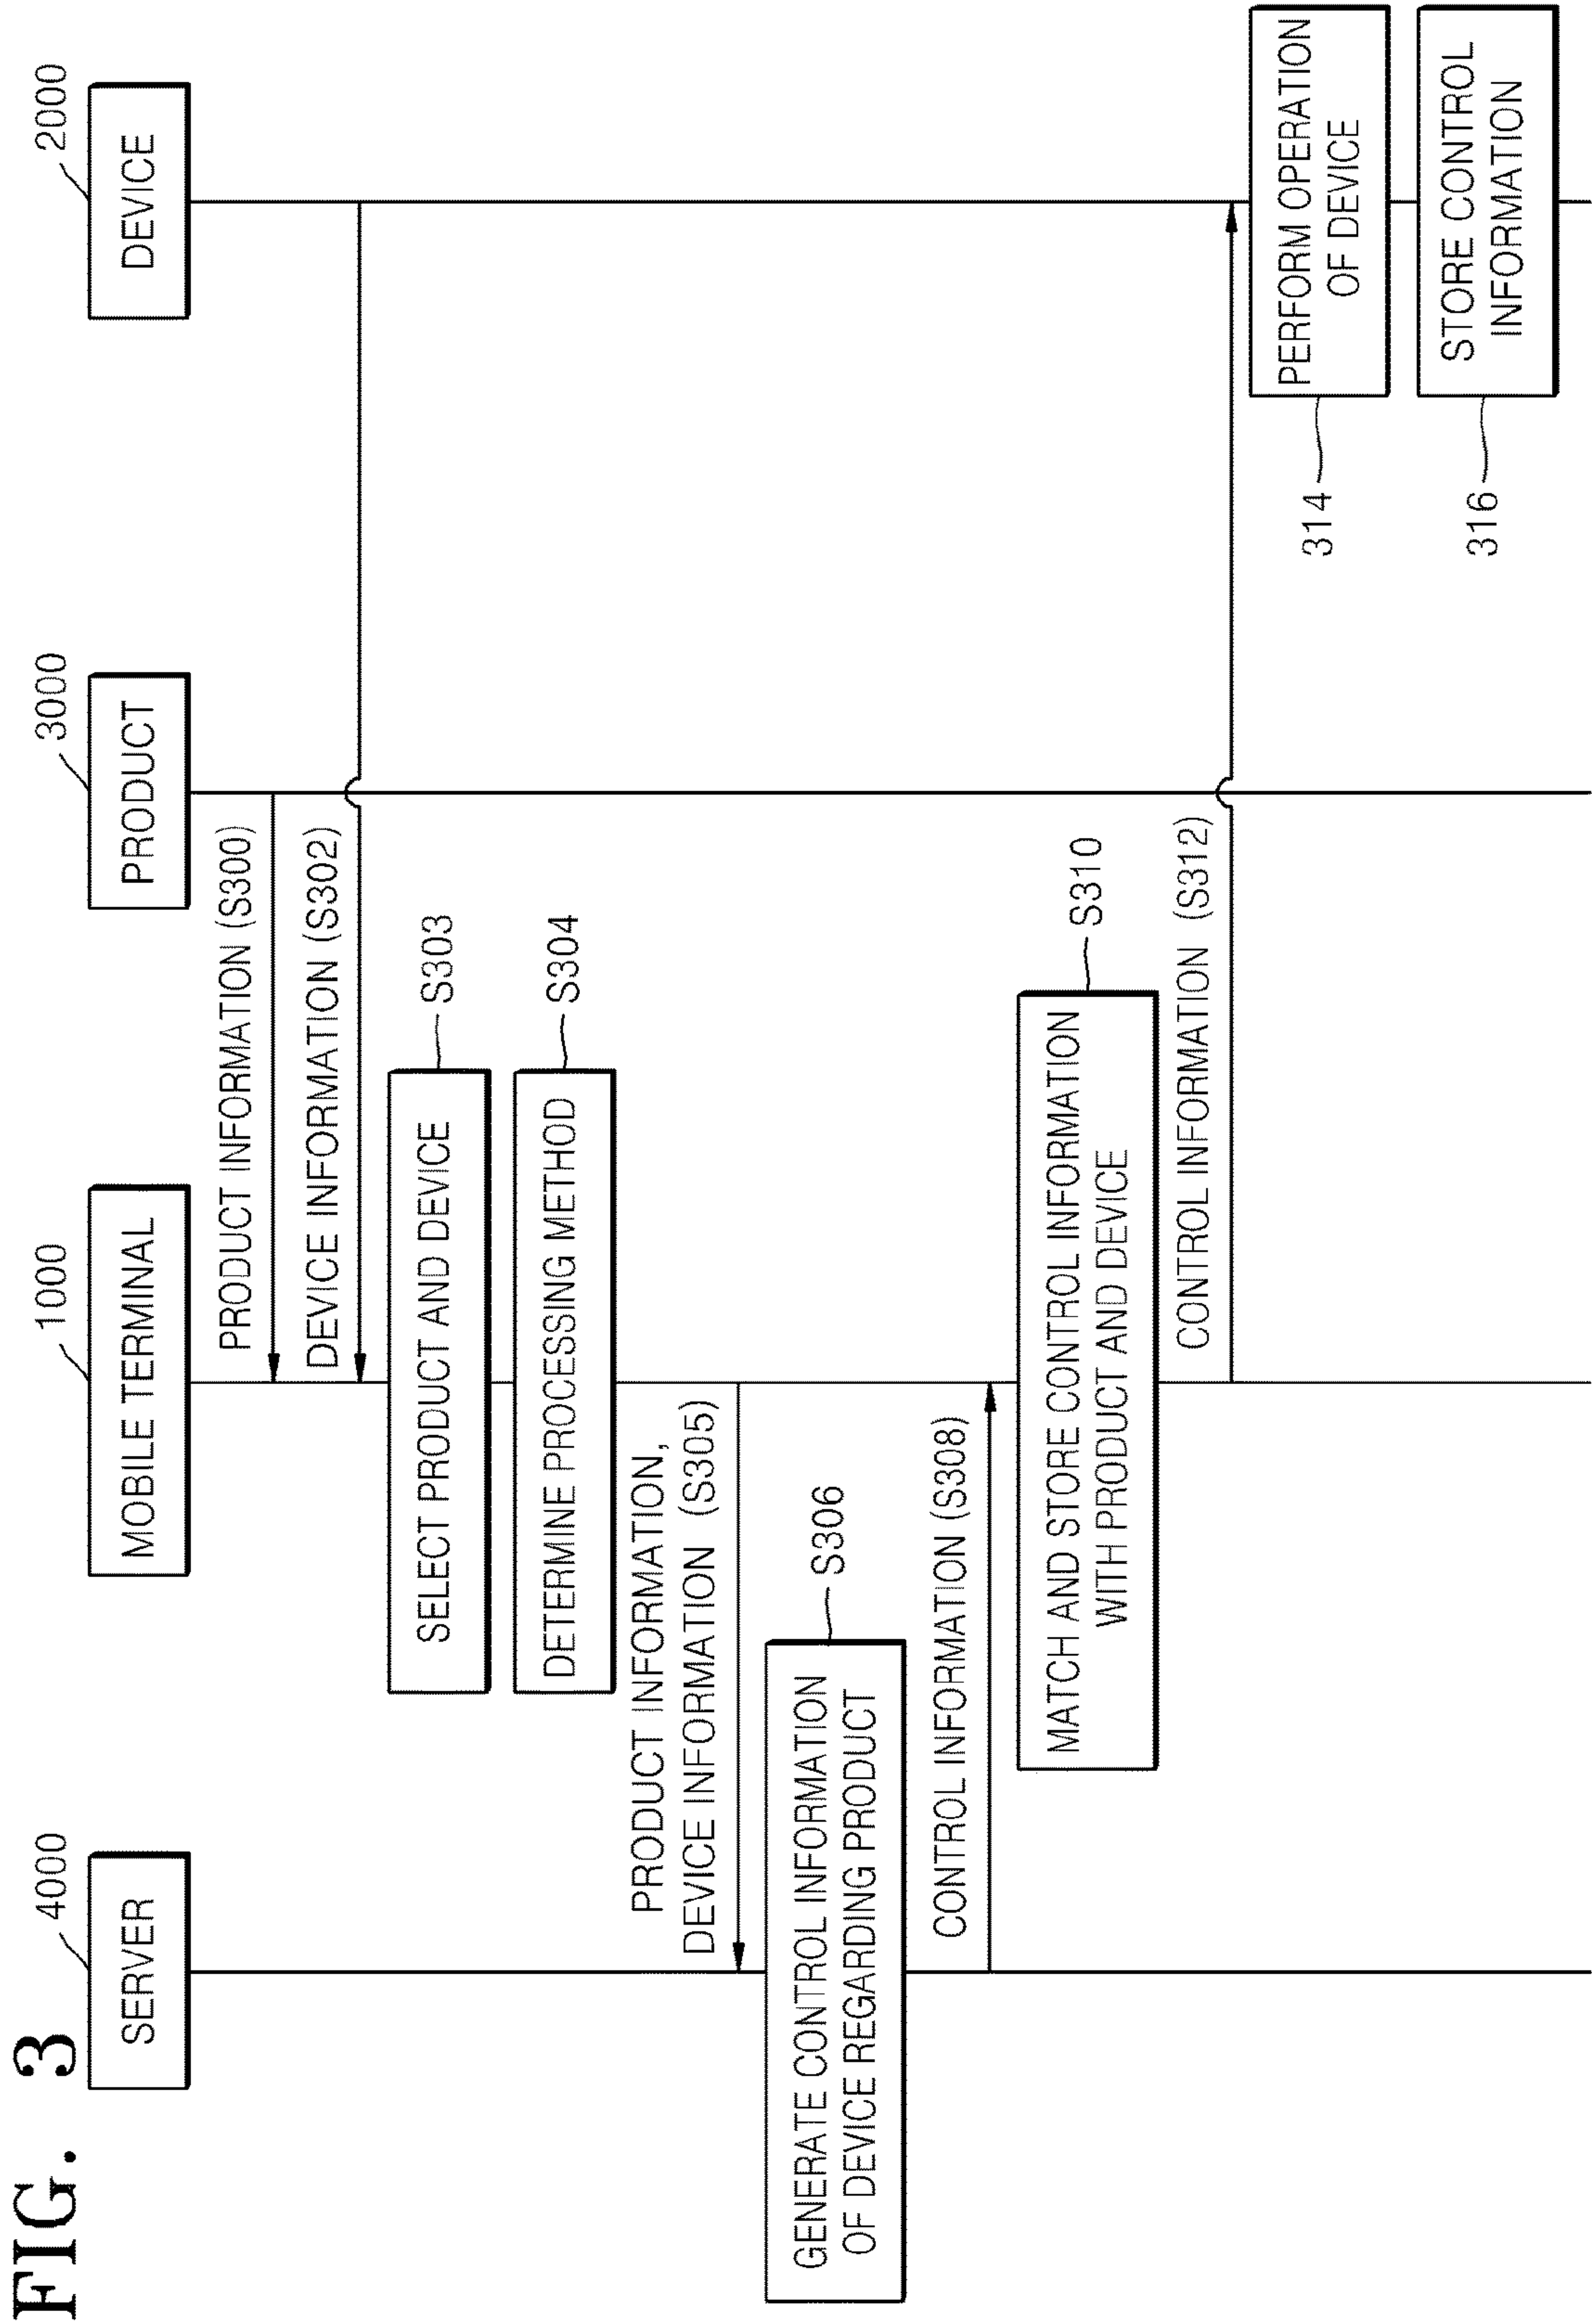 FIG. 3
4000
1000
3000
2000
SERVER
MOBILE TERMINAL
PRODUCT
DEVICE
PRODUCT INFORMATION (S300)
DEVICE INFORMATION (S302)
SELECT PRODUCT AND DEVICE
S303
DETERMINE PROCESSING METHOD
S304
PRODUCT INFORMATION,
DEVICE INFORMATION (S305)
GENERATE CONTROL INFORMATION
OF DEVICE REGARDING PRODUCT
S306
CONTROL INFORMATION (S308)
MATCH AND STORE CONTROL INFORMATION
WITH PRODUCT AND DEVICE
S310
CONTROL INFORMATION (S312)
314
PERFORM OPERATION
OF DEVICE
316
STORE CONTROL
INFORMATION